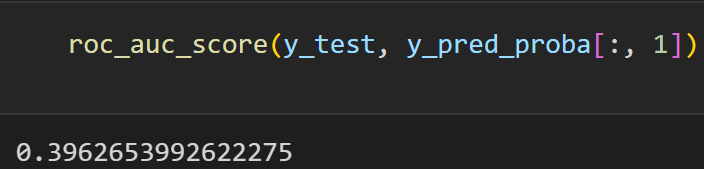 roc_auc_score(y_test, y_pred_proba[:, 1])
0.3962653992622275